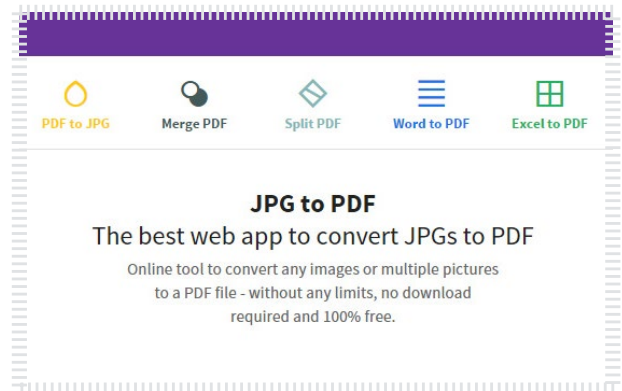 PDF to JPG
Merge PDF
Split PDF
Word to PDF
Excel to PDF
JPG to PDF
The best web app to convert JPGs to PDF
Online tool to convert any images or multiple pictures
to a PDF file - without any limits, no download
required and 100% free.